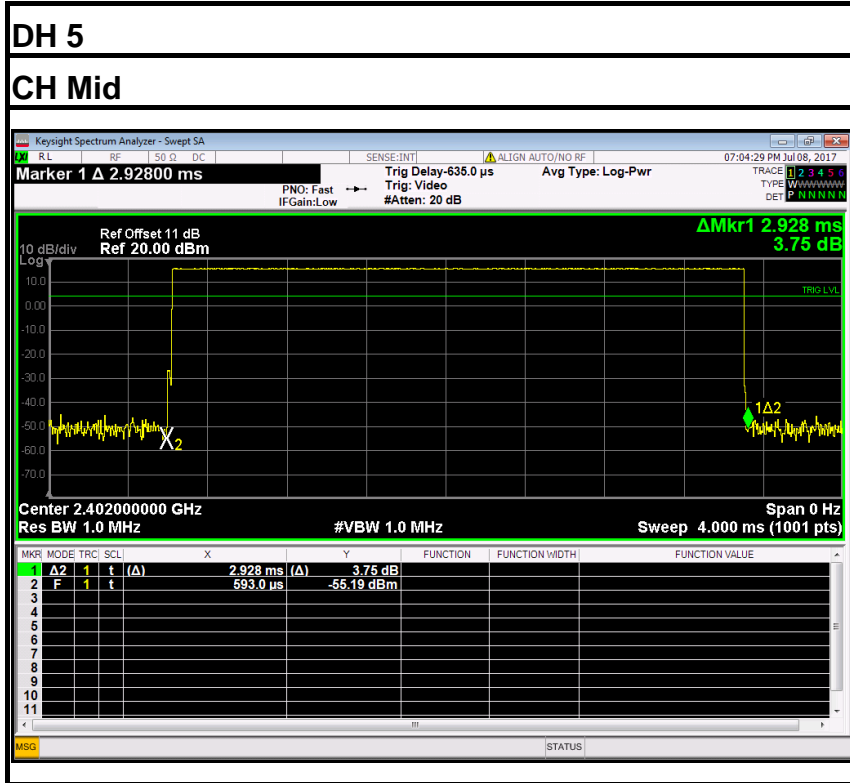 DH 5
CH Mid
Keysight Spectrum Analyzer - Swept SA
LXI RL RF 50 Ω DC SENSE:INT ALIGN AUTO/NO RF 07:04:29 PM Jul 08, 2017
Marker 1 Δ 2.92800 ms
PNO: Fast
IFGain:Low
Trig Delay-635.0 µs
Trig: Video
#Atten: 20 dB
Avg Type: Log-Pwr
TRACE 1 2 3 4 5 6
TYPE WWWWWW
DET P N N N N N
ΔMkr1 2.928 ms
3.75 dB
Ref Offset 11 dB
10 dB/div Ref 20.00 dBm
Log
10.0
TRIG LVL
0.00
-10.0
-20.0
-30.0
-40.0
1Δ2
-50.0
2
-60.0
-70.0
Center 2.402000000 GHz Span 0 Hz
Res BW 1.0 MHz #VBW 1.0 MHz Sweep 4.000 ms (1001 pts)
MKR MODE TRC SCL X Y FUNCTION FUNCTION WIDTH FUNCTION VALUE
1 Δ2 1 t (Δ) 2.928 ms (Δ) 3.75 dB
2 F 1 t 593.0 µs -55.19 dBm
3
4
5
6
7
8
9
10
11
MSG STATUS